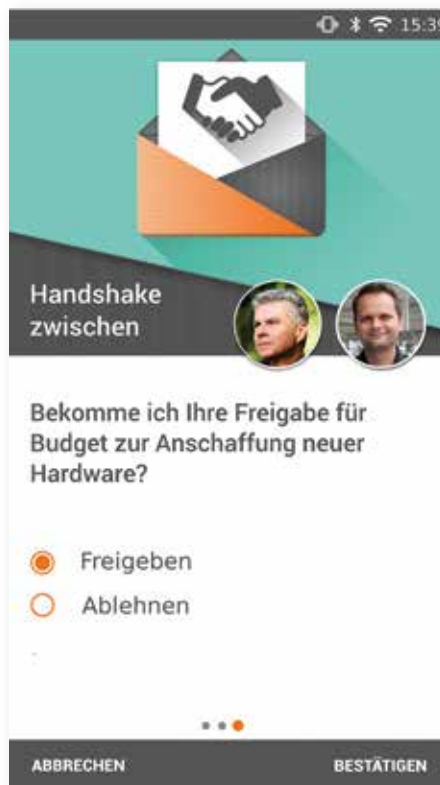 15:39
Handshake
zwischen
Bekomme ich Ihre Freigabe für
Budget zur Anschaffung neuer
Hardware?
Freigeben
Ablehnen
ABBRECHEN
BESTÄTIGEN